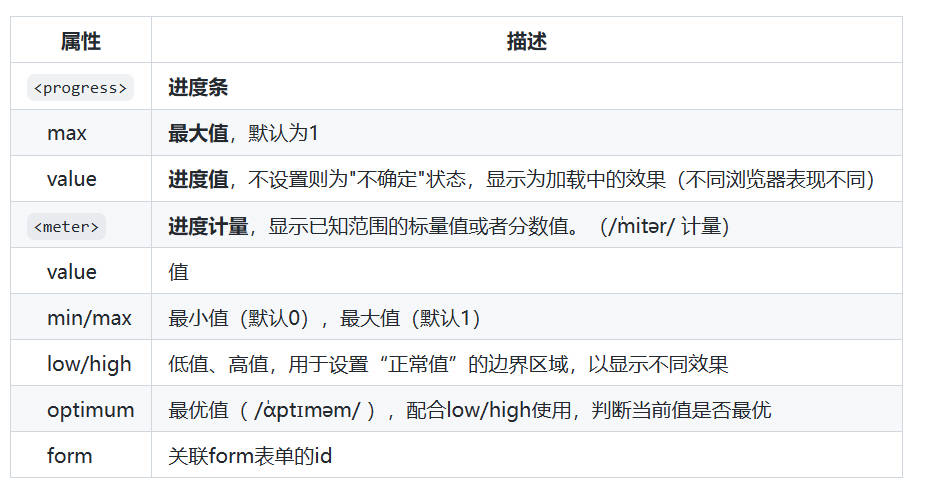 属性 描述
<progress> 进度条
max 最大值，默认为1
value 进度值，不设置则为"不确定"状态，显示为加载中的效果（不同浏览器表现不同）
<meter> 进度计量，显示已知范围的标量值或者分数值。（/ˈmitər/ 计量）
value 值
min/max 最小值（默认0），最大值（默认1）
low/high 低值、高值，用于设置“正常值”的边界区域，以显示不同效果
optimum 最优值（ /ˈɑptɪməm/ ），配合low/high使用，判断当前值是否最优
form 关联form表单的id